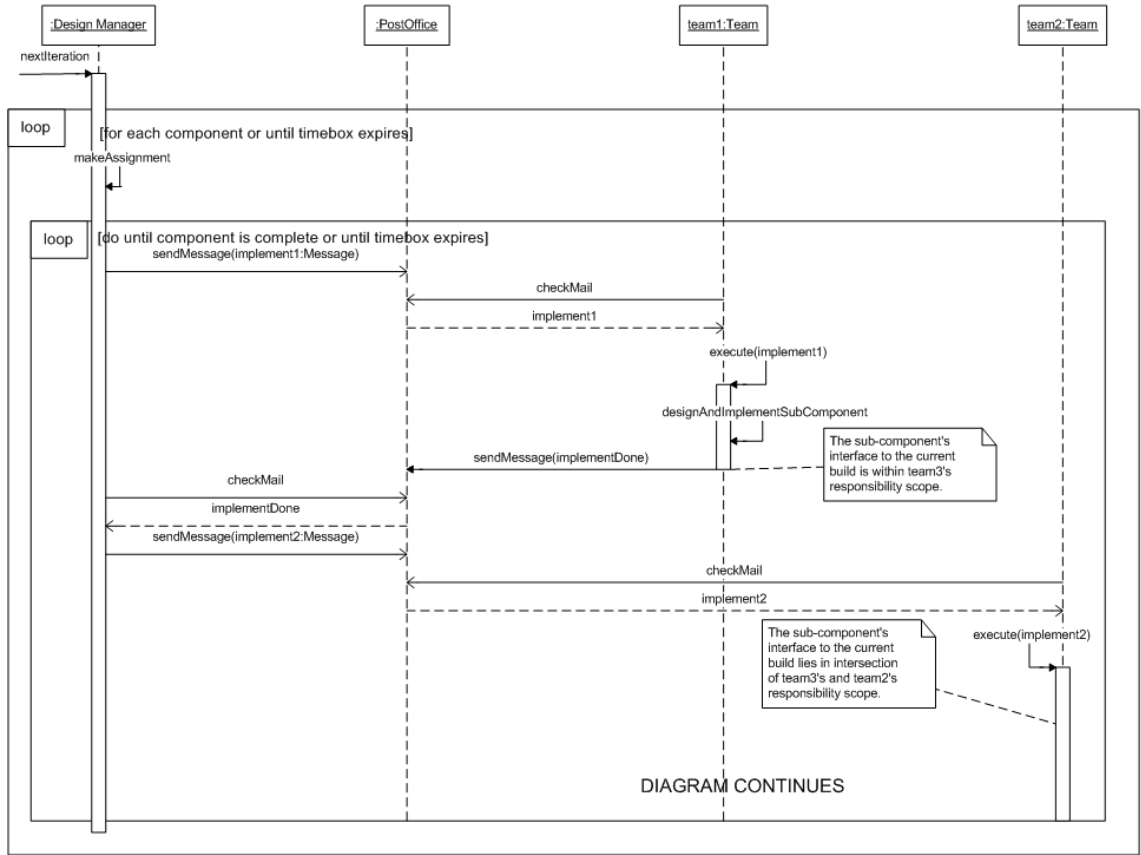 :Design Manager
:PostOffice
team1:Team
team2:Team
nextIteration
loop
[for each component or until timebox expires]
makeAssignment
loop
[do until component is complete or until timebox expires]
sendMessage(implement1:Message)
checkMail
implement1
execute(implement1)
designAndImplementSubComponent
The sub-component's
interface to the current
build is within team3's
responsibility scope.
sendMessage(implementDone)
checkMail
implementDone
sendMessage(implement2:Message)
checkMail
implement2
The sub-component's
interface to the current
build lies in intersection
of team3's and team2's
responsibility scope.
execute(implement2)
DIAGRAM CONTINUES